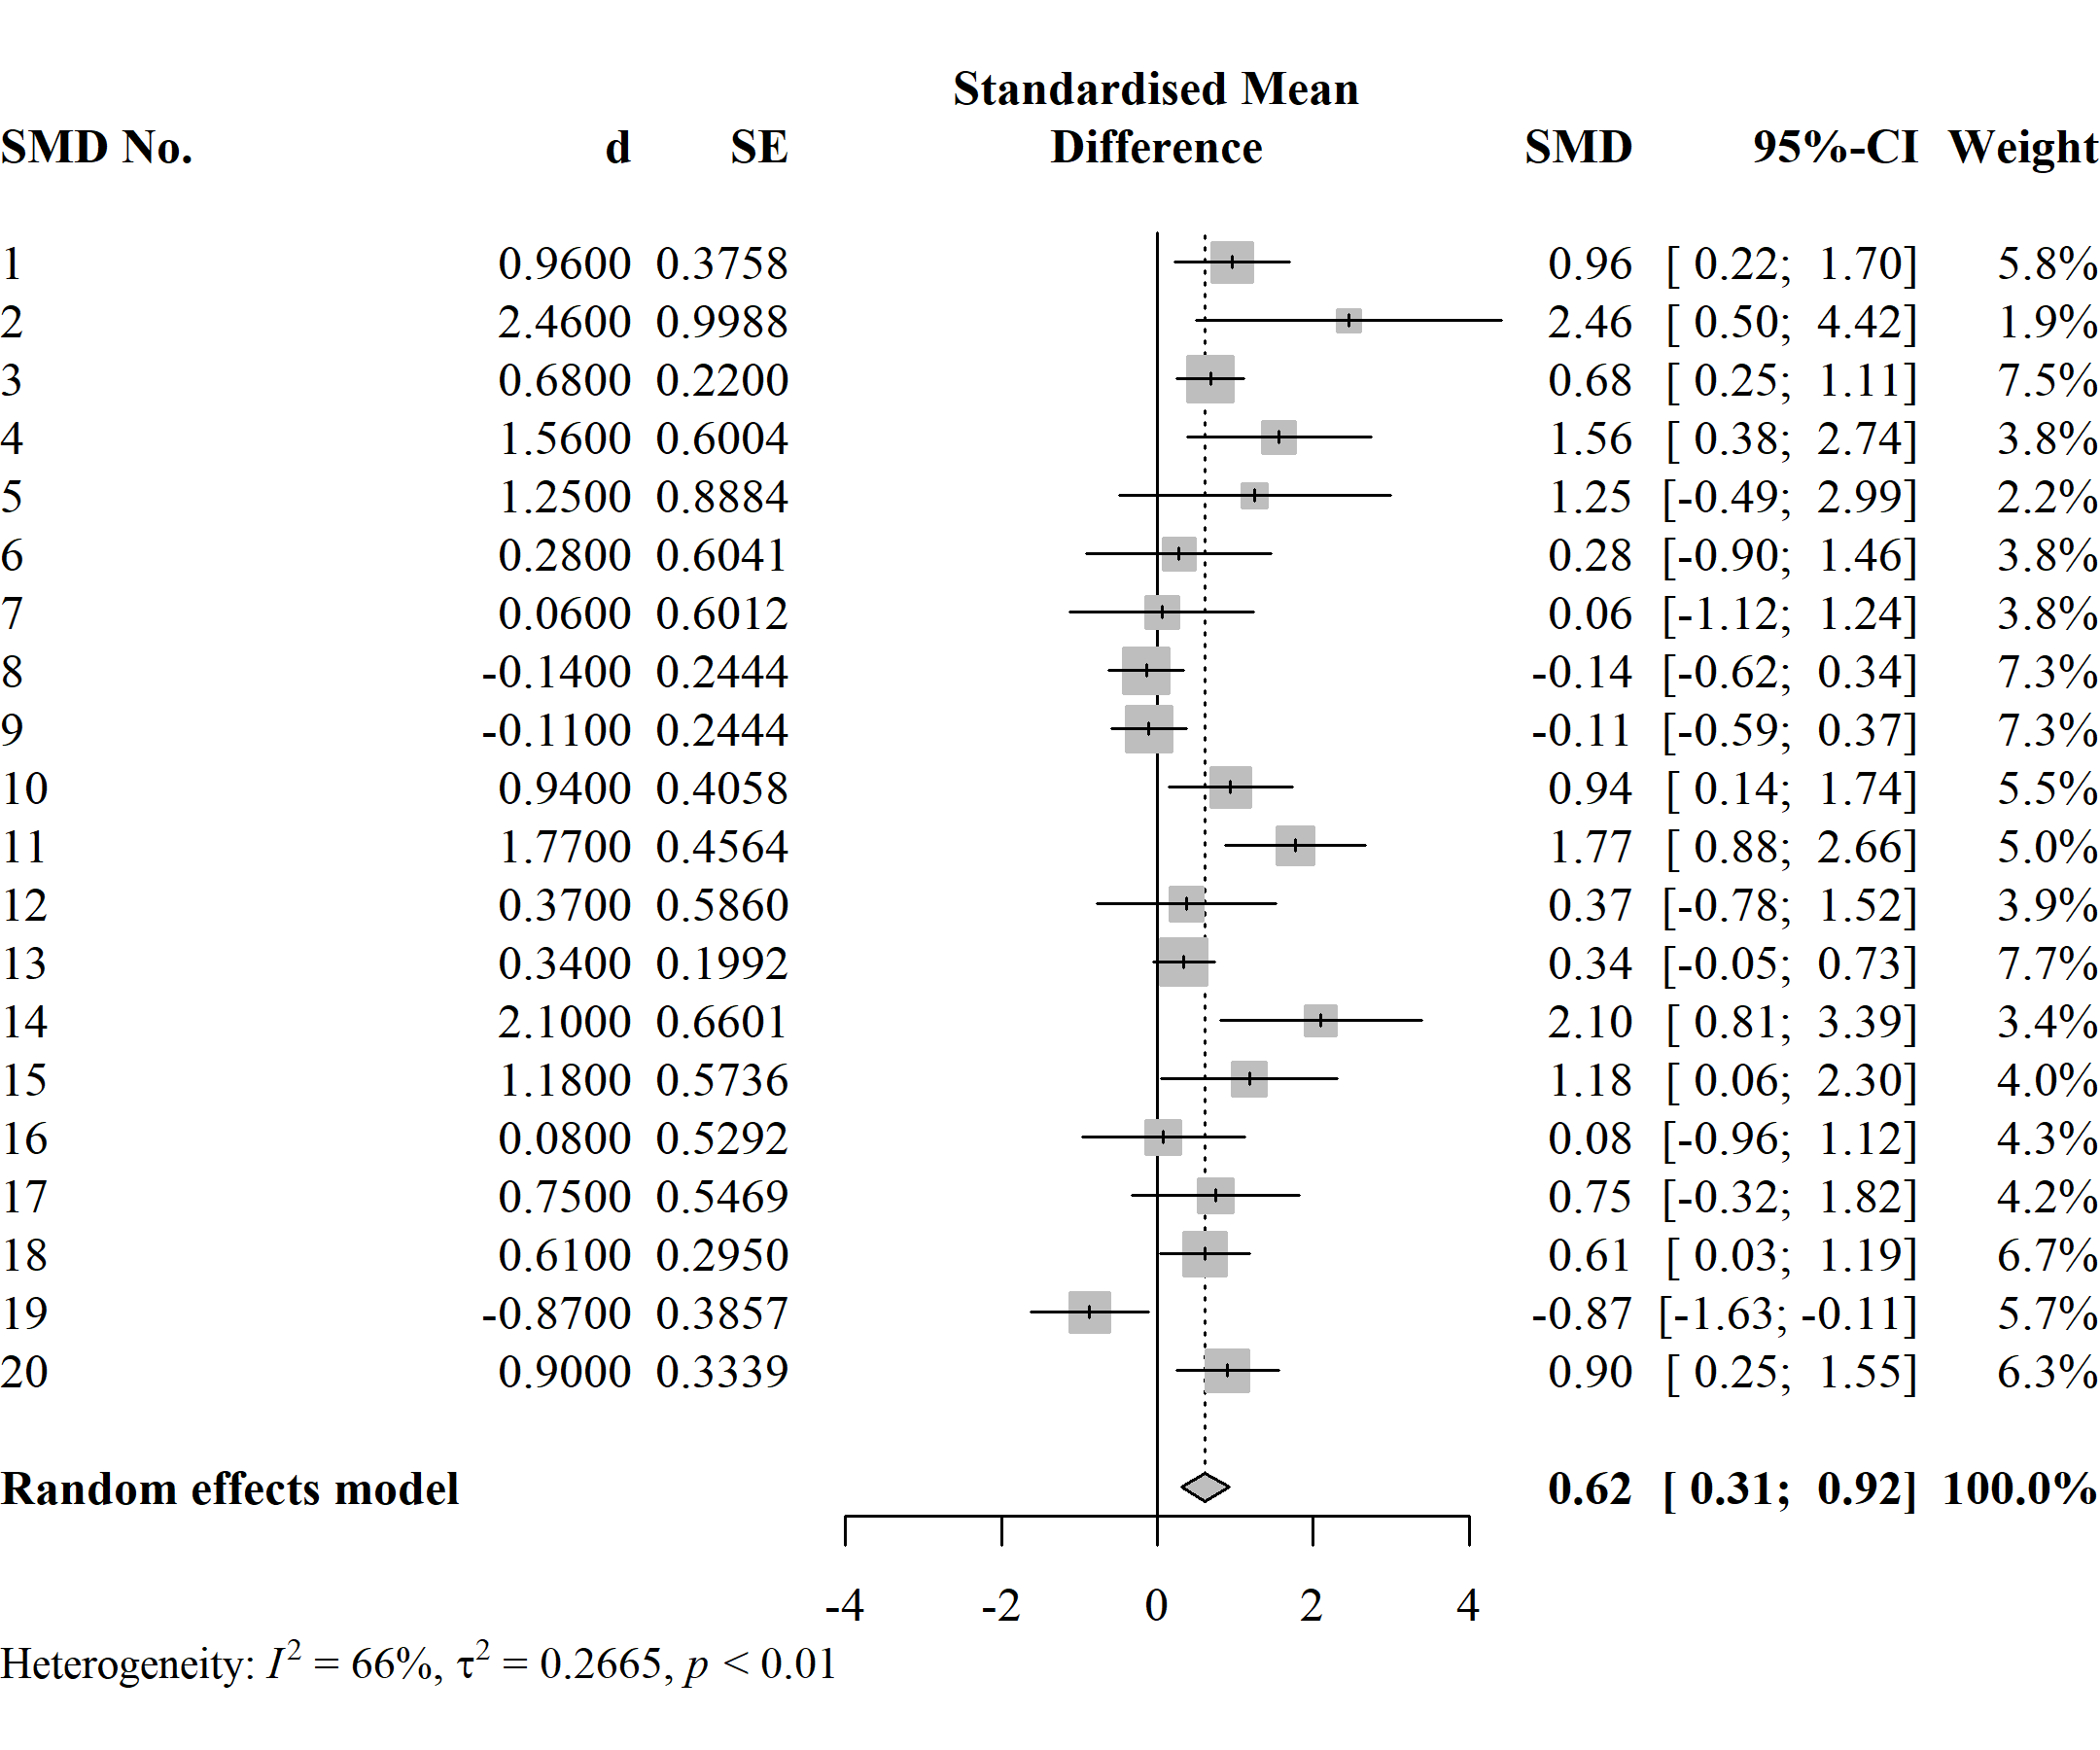 Standardised Mean
SMD No. d SE Difference SMD 95%-CI Weight
1 0.9600 0.3758 0.96 [ 0.22; 1.70] 5.8%
2 2.4600 0.9988 2.46 [ 0.50; 4.42] 1.9%
3 0.6800 0.2200 0.68 [ 0.25; 1.11] 7.5%
4 1.5600 0.6004 1.56 [ 0.38; 2.74] 3.8%
5 1.2500 0.8884 1.25 [-0.49; 2.99] 2.2%
6 0.2800 0.6041 0.28 [-0.90; 1.46] 3.8%
7 0.0600 0.6012 0.06 [-1.12; 1.24] 3.8%
8 -0.1400 0.2444 -0.14 [-0.62; 0.34] 7.3%
9 -0.1100 0.2444 -0.11 [-0.59; 0.37] 7.3%
10 0.9400 0.4058 0.94 [ 0.14; 1.74] 5.5%
11 1.7700 0.4564 1.77 [ 0.88; 2.66] 5.0%
12 0.3700 0.5860 0.37 [-0.78; 1.52] 3.9%
13 0.3400 0.1992 0.34 [-0.05; 0.73] 7.7%
14 2.1000 0.6601 2.10 [ 0.81; 3.39] 3.4%
15 1.1800 0.5736 1.18 [ 0.06; 2.30] 4.0%
16 0.0800 0.5292 0.08 [-0.96; 1.12] 4.3%
17 0.7500 0.5469 0.75 [-0.32; 1.82] 4.2%
18 0.6100 0.2950 0.61 [ 0.03; 1.19] 6.7%
19 -0.8700 0.3857 -0.87 [-1.63; -0.11] 5.7%
20 0.9000 0.3339 0.90 [ 0.25; 1.55] 6.3%
Random effects model 0.62 [ 0.31; 0.92] 100.0%
-4 -2 0 2 4
Heterogeneity: I² = 66%, τ² = 0.2665, p < 0.01